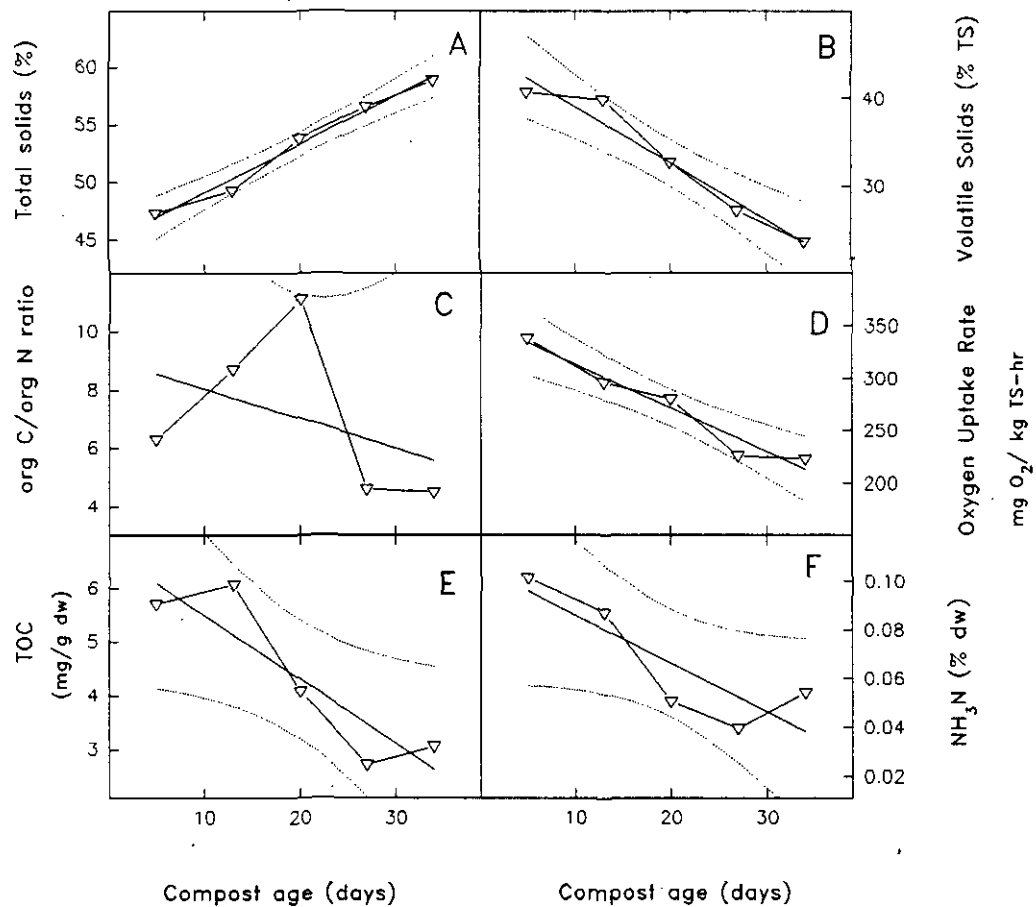 A
Total solids (%)
60
55
50
45
B
Volatile Solids (% TS)
40
30
C
org C/org N ratio
10
8
6
4
D
Oxygen Uptake Rate
mg O₂/ kg TS-hr
350
300
250
200
E
TOC
(mg/g dw)
6
5
4
3
F
NH₃N (% dw)
0.10
0.08
0.06
0.04
0.02
10 20 30
10 20 30
Compost age (days)
Compost age (days)